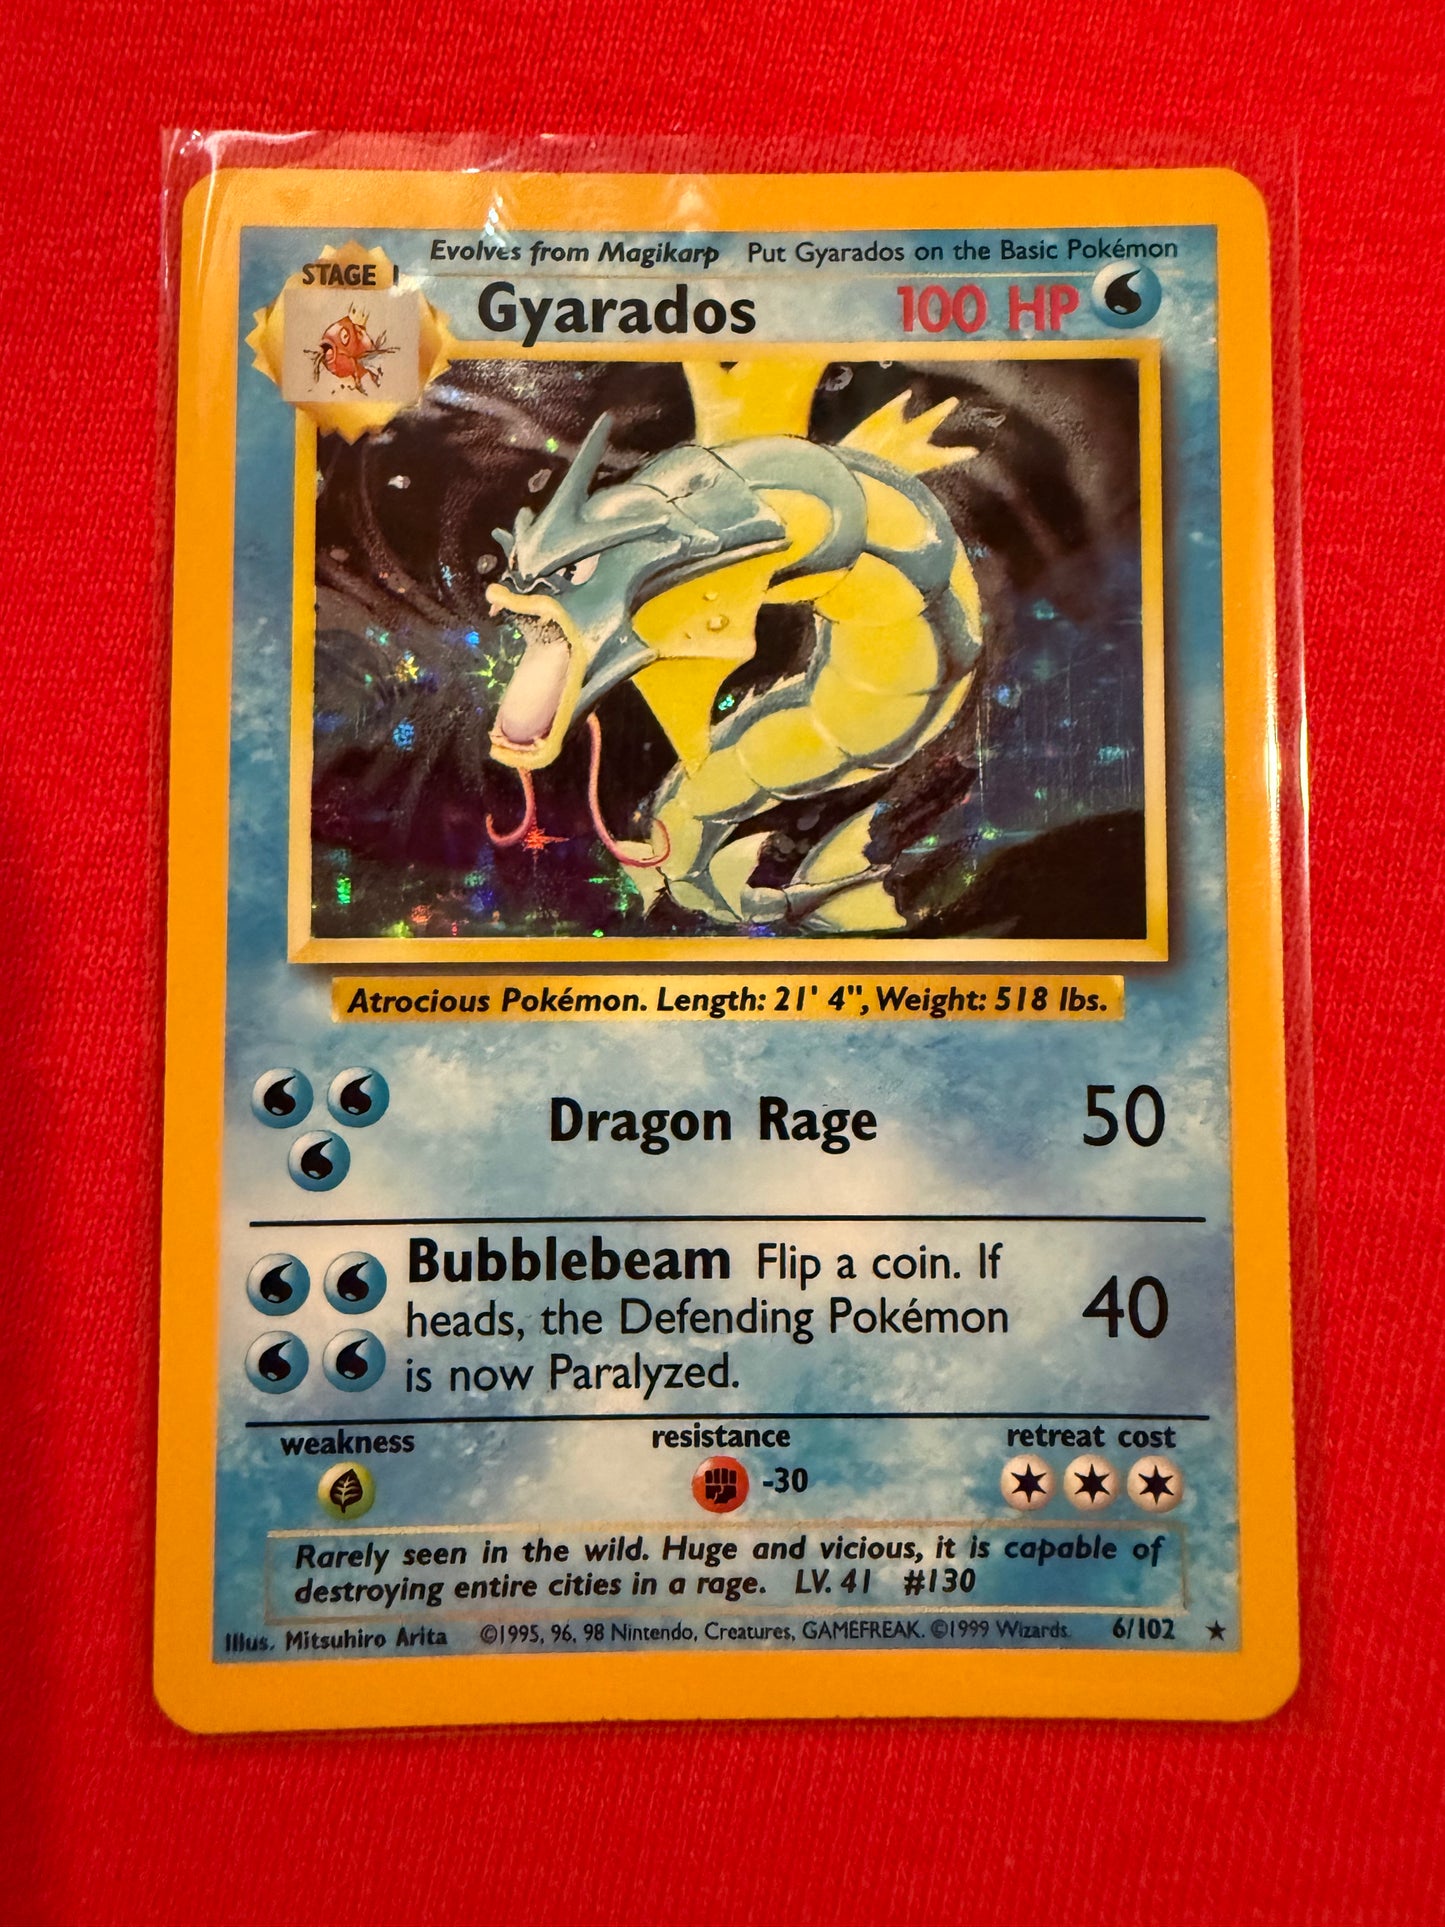 Evolves from Magikarp Put Gyarados on the Basic Pokémon
STAGE 1
Gyarados 100 HP
Atrocious Pokémon. Length: 21' 4", Weight: 518 lbs.
Dragon Rage 50
Bubblebeam Flip a coin. If
heads, the Defending Pokémon 40
is now Paralyzed.
weakness resistance retreat cost
-30
Rarely seen in the wild. Huge and vicious, it is capable of
destroying entire cities in a rage. LV. 41 #130
Illus. Mitsuhiro Arita ©1995, 96, 98 Nintendo, Creatures, GAMEFREAK. ©1999 Wizards. 6/102 ★